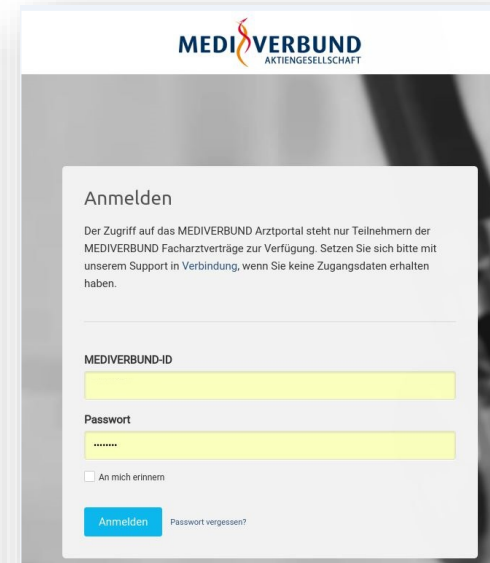 MEDI VERBUND
AKTIENGESELLSCHAFT
Anmelden
Der Zugriff auf das MEDIVERBUND Arztportal steht nur Teilnehmern der
MEDIVERBUND Facharztverträge zur Verfügung. Setzen Sie sich bitte mit
unserem Support in Verbindung, wenn Sie keine Zugangsdaten erhalten
haben.
MEDIVERBUND-ID
Passwort
••••••••
An mich erinnern
Anmelden Passwort vergessen?